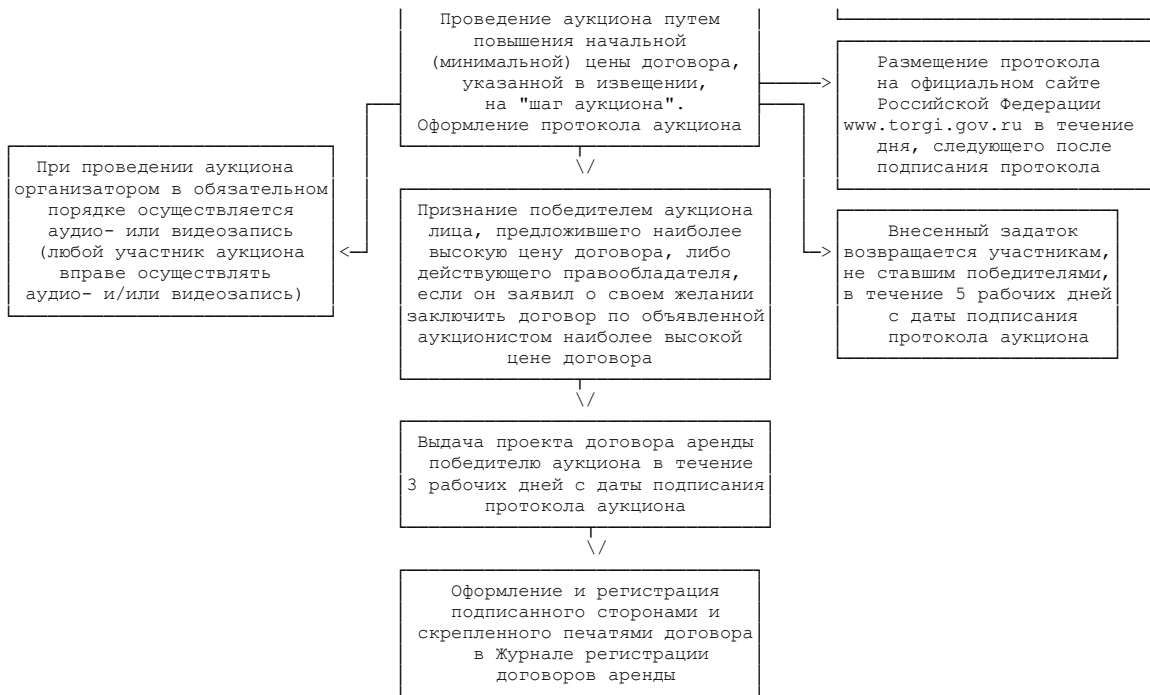 Проведение аукциона путем
повышения начальной
(минимальной) цены договора,
указанной в извещении,
на "шаг аукциона".
Оформление протокола аукциона
Размещение протокола
на официальном сайте
Российской Федерации
www.torgi.gov.ru в течение
дня, следующего после
подписания протокола
При проведении аукциона
организатором в обязательном
порядке осуществляется
аудио- или видеозапись
(любой участник аукциона
вправе осуществлять
аудио- и/или видеозапись)
Признание победителем аукциона
лица, предложившего наиболее
высокую цену договора, либо
действующего правообладателя,
если он заявил о своем желании
заключить договор по объявленной
аукционистом наиболее высокой
цене договора
Внесенный задаток
возвращается участникам,
не ставшим победителями,
в течение 5 рабочих дней
с даты подписания
протокола аукциона
Выдача проекта договора аренды
победителю аукциона в течение
3 рабочих дней с даты подписания
протокола аукциона
Оформление и регистрация
подписанного сторонами и
скрепленного печатями договора
в Журнале регистрации
договоров аренды